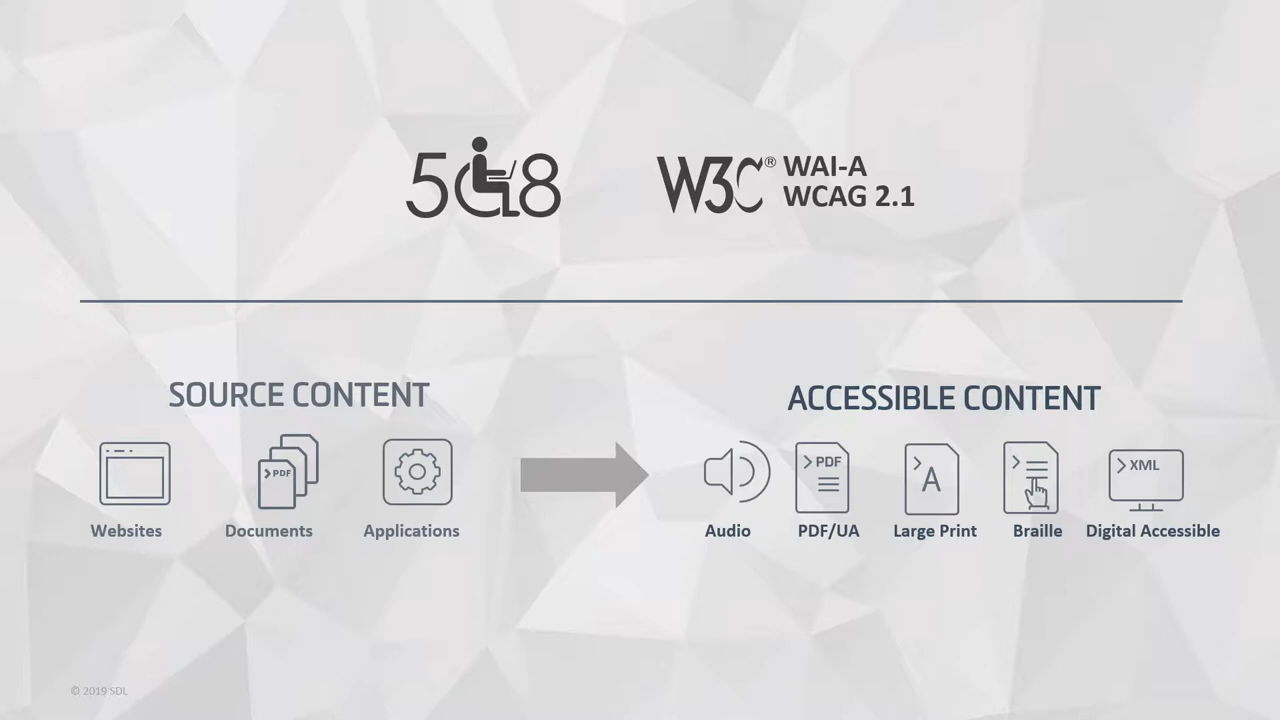 508
W3C® WAI-A
WCAG 2.1
SOURCE CONTENT
ACCESSIBLE CONTENT
PDF
PDF
A
XML
Websites
Documents
Applications
Audio
PDF/UA
Large Print
Braille
Digital Accessible
© 2019 SDL